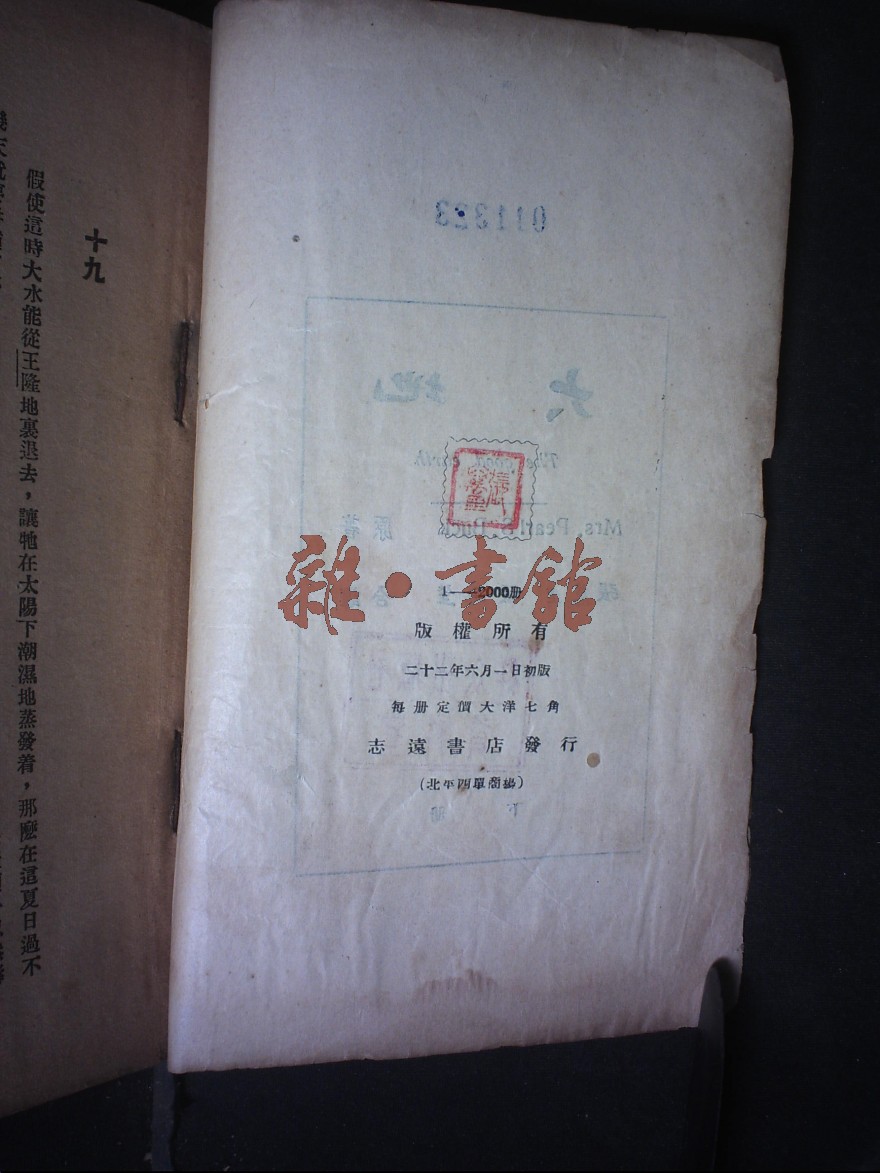 011323
大地
Mrs. Pearl S. Buck 原著
雜·書館
1——2000册
版權所有
二十二年六月一日初版
每册定價大洋七角
志遠書店發行
(北平西單商場)
下 册
十九
假使這時大水能從王隆地裏退去，讓牠在太陽下潮濕地蒸發着，那麽在這夏日過不